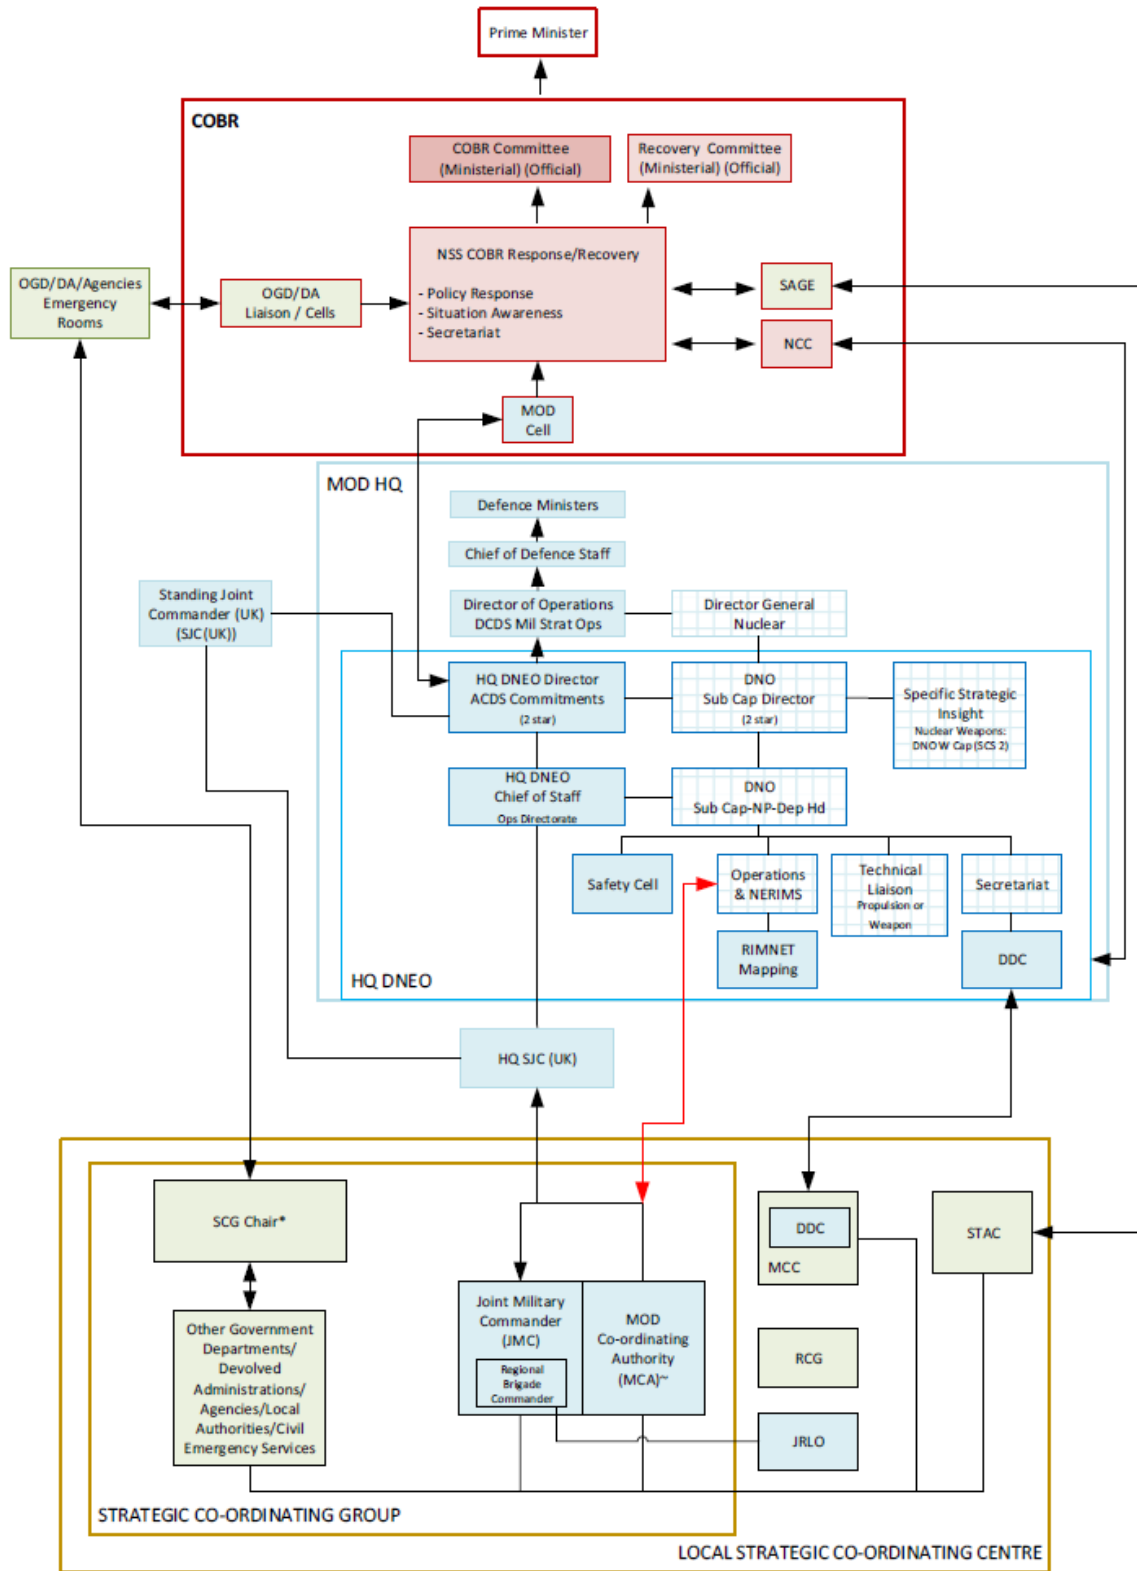 Prime Minister
COBR
COBR Committee
(Ministerial) (Official)
Recovery Committee
(Ministerial) (Official)
NSS COBR Response/Recovery
- Policy Response
- Situation Awareness
- Secretariat
OGD/DA/Agencies
Emergency
Rooms
OGD/DA
Liaison / Cells
SAGE
NCC
MOD
Cell
MOD HQ
Defence Ministers
Chief of Defence Staff
Standing Joint
Commander (UK)
(SJC (UK))
Director of Operations
DCDS Mil Strat Ops
Director General
Nuclear
HQ DNEO Director
ACDS Commitments
(2 star)
DNO
Sub Cap Director
(2 star)
Specific Strategic
Insight
Nuclear Weapons:
DNO W Cap (SCS 2)
HQ DNEO
Chief of Staff
Ops Directorate
DNO
Sub Cap-NP-Dep Hd
Safety Cell
Operations
& NERIMS
Technical
Liaison
Propulsion or
Weapon
Secretariat
RIMNET
Mapping
DDC
HQ DNEO
HQ SJC (UK)
SCG Chair*
DDC
MCC
STAC
Joint Military
Commander
(JMC)
Regional
Brigade
Commander
MOD
Co-ordinating
Authority
(MCA)~
Other Government
Departments/
Devolved
Administrations/
Agencies/Local
Authorities/Civil
Emergency Services
RCG
JRLO
STRATEGIC CO-ORDINATING GROUP
LOCAL STRATEGIC CO-ORDINATING CENTRE